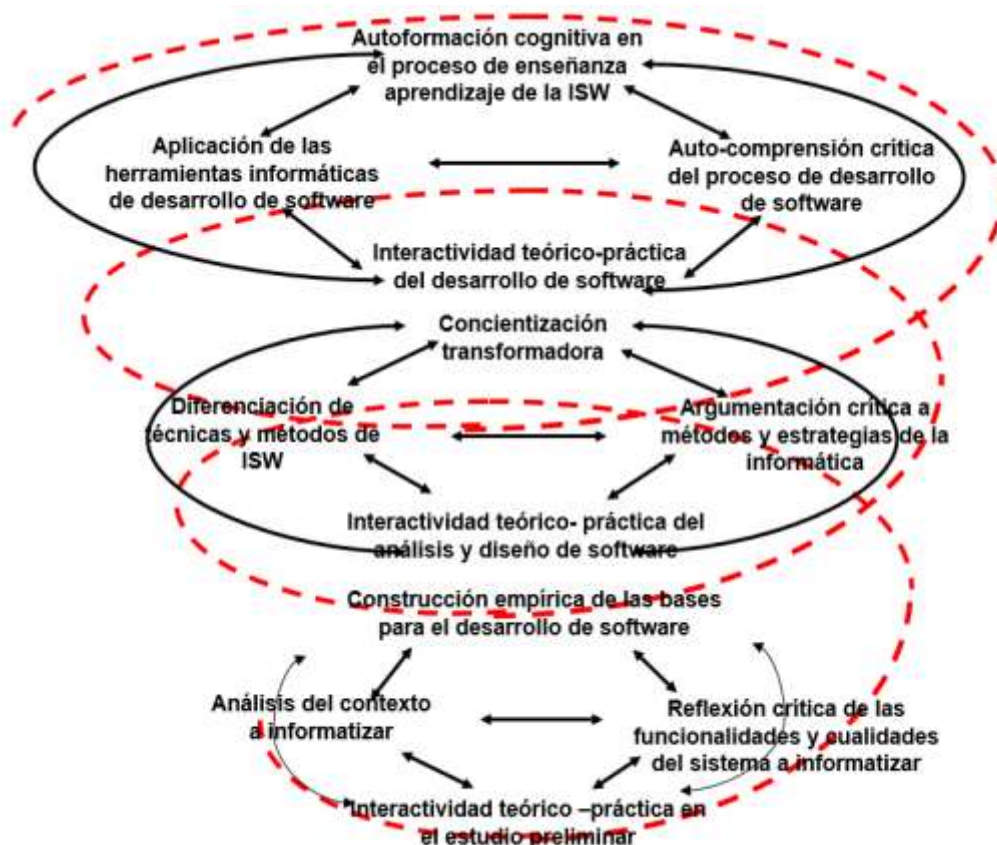 Autoformación cognitiva en
el proceso de enseñanza
aprendizaje de la ISW
Aplicación de las
herramientas informáticas
de desarrollo de software
Auto-comprensión critica
del proceso de desarrollo
de software
Interactividad teórico-práctica
del desarrollo de software
Concientización
transformadora
Diferenciación de
técnicas y métodos de
ISW
Argumentación crítica a
métodos y estrategias de la
informática
Interactividad teórico- práctica del
análisis y diseño de software
Construcción empírica de las bases
para el desarrollo de software
Análisis del contexto
a informatizar
Reflexión critica de las
funcionalidades y cualidades
del sistema a informatizar
Interactividad teórico –práctica en
el estudio preliminar